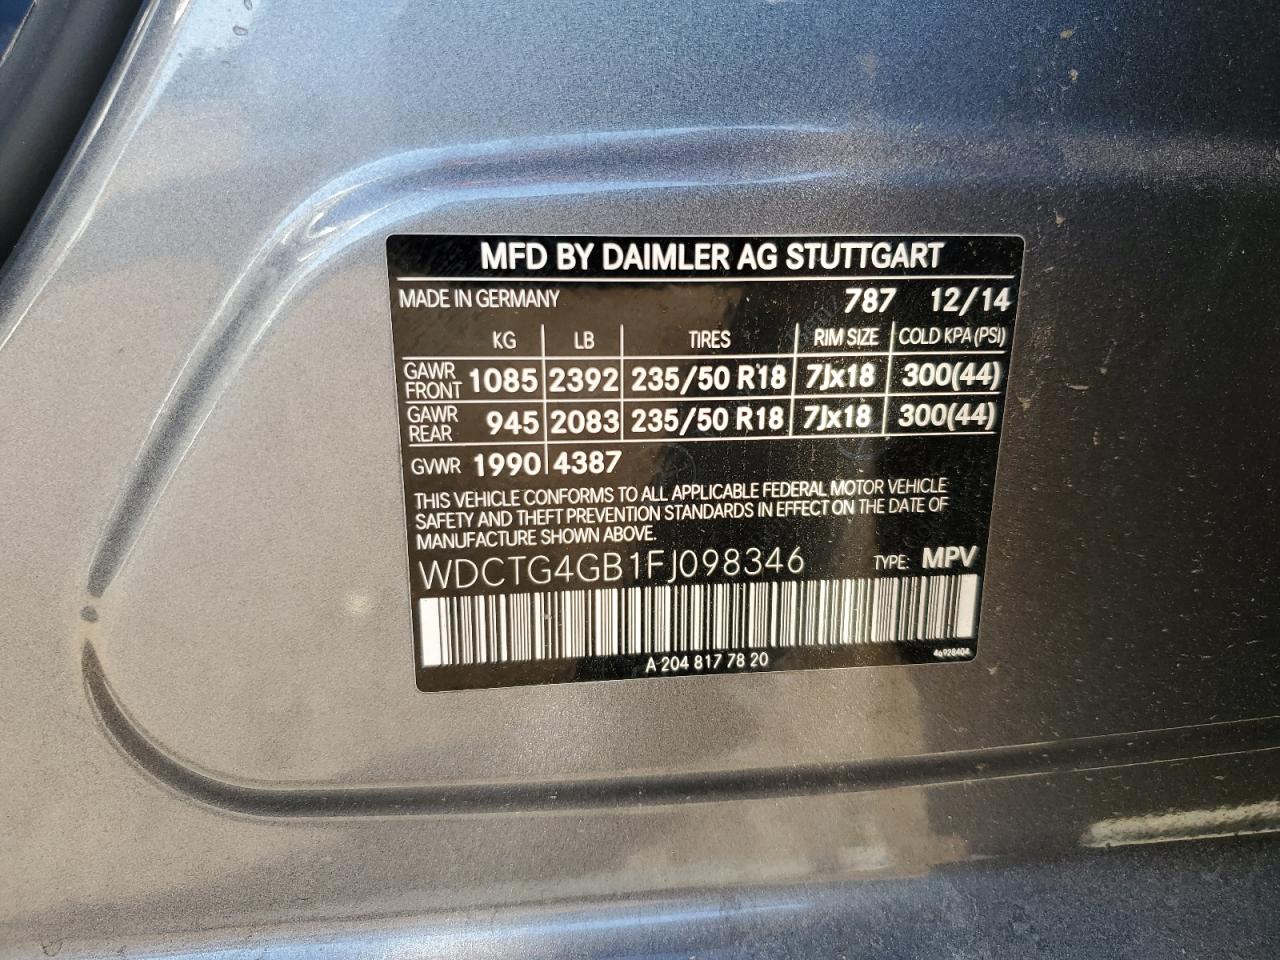 MFD BY DAIMLER AG STUTTGART
MADE IN GERMANY 787 12/14
KG LB TIRES RIM SIZE COLD KPA (PSI)
GAWR FRONT 1085 2392 235/50 R18 7Jx18 300(44)
GAWR REAR 945 2083 235/50 R18 7Jx18 300(44)
GVWR 1990 4387
THIS VEHICLE CONFORMS TO ALL APPLICABLE FEDERAL MOTOR VEHICLE
SAFETY AND THEFT PREVENTION STANDARDS IN EFFECT ON THE DATE OF
MANUFACTURE SHOWN ABOVE.
WDCTG4GB1FJ098346 TYPE: MPV
A 204 817 78 20 46928404